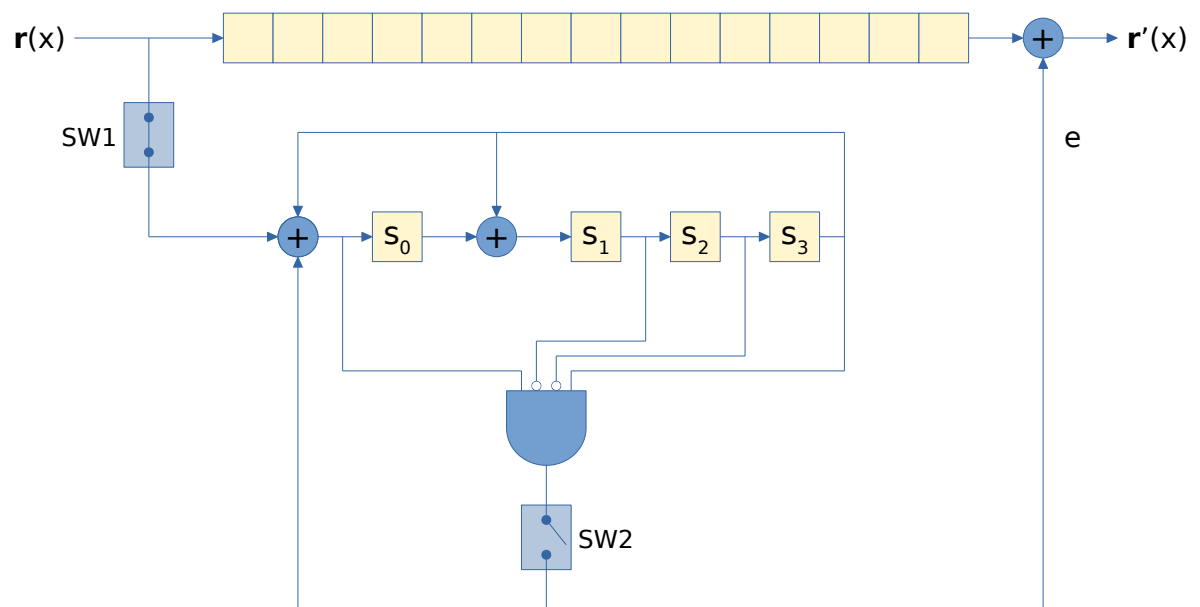 r(x)
+
r'(x)
SW1
e
+
s₀
+
s₁
s₂
s₃
SW2